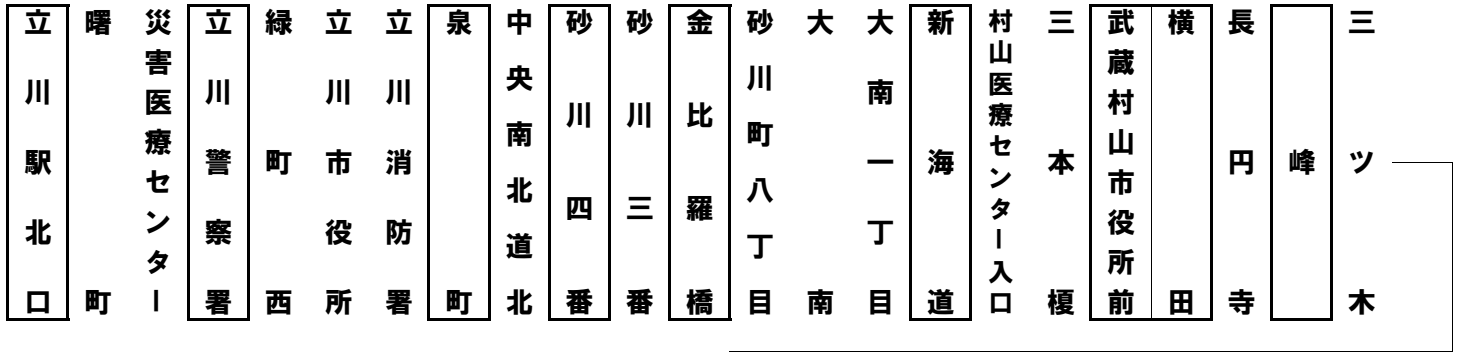 立川駅北口
曙町
災害医療センター
立川警察署
緑町西
立川市役所
立川消防署
泉町
中央南北道北
砂川四番
砂川三番
金比羅橋
砂川町八丁目
大南
大南一丁目
新海道
村山医療センター入口
三本榎
武蔵村山市役所前
横田
長円寺
峰
三ツ木